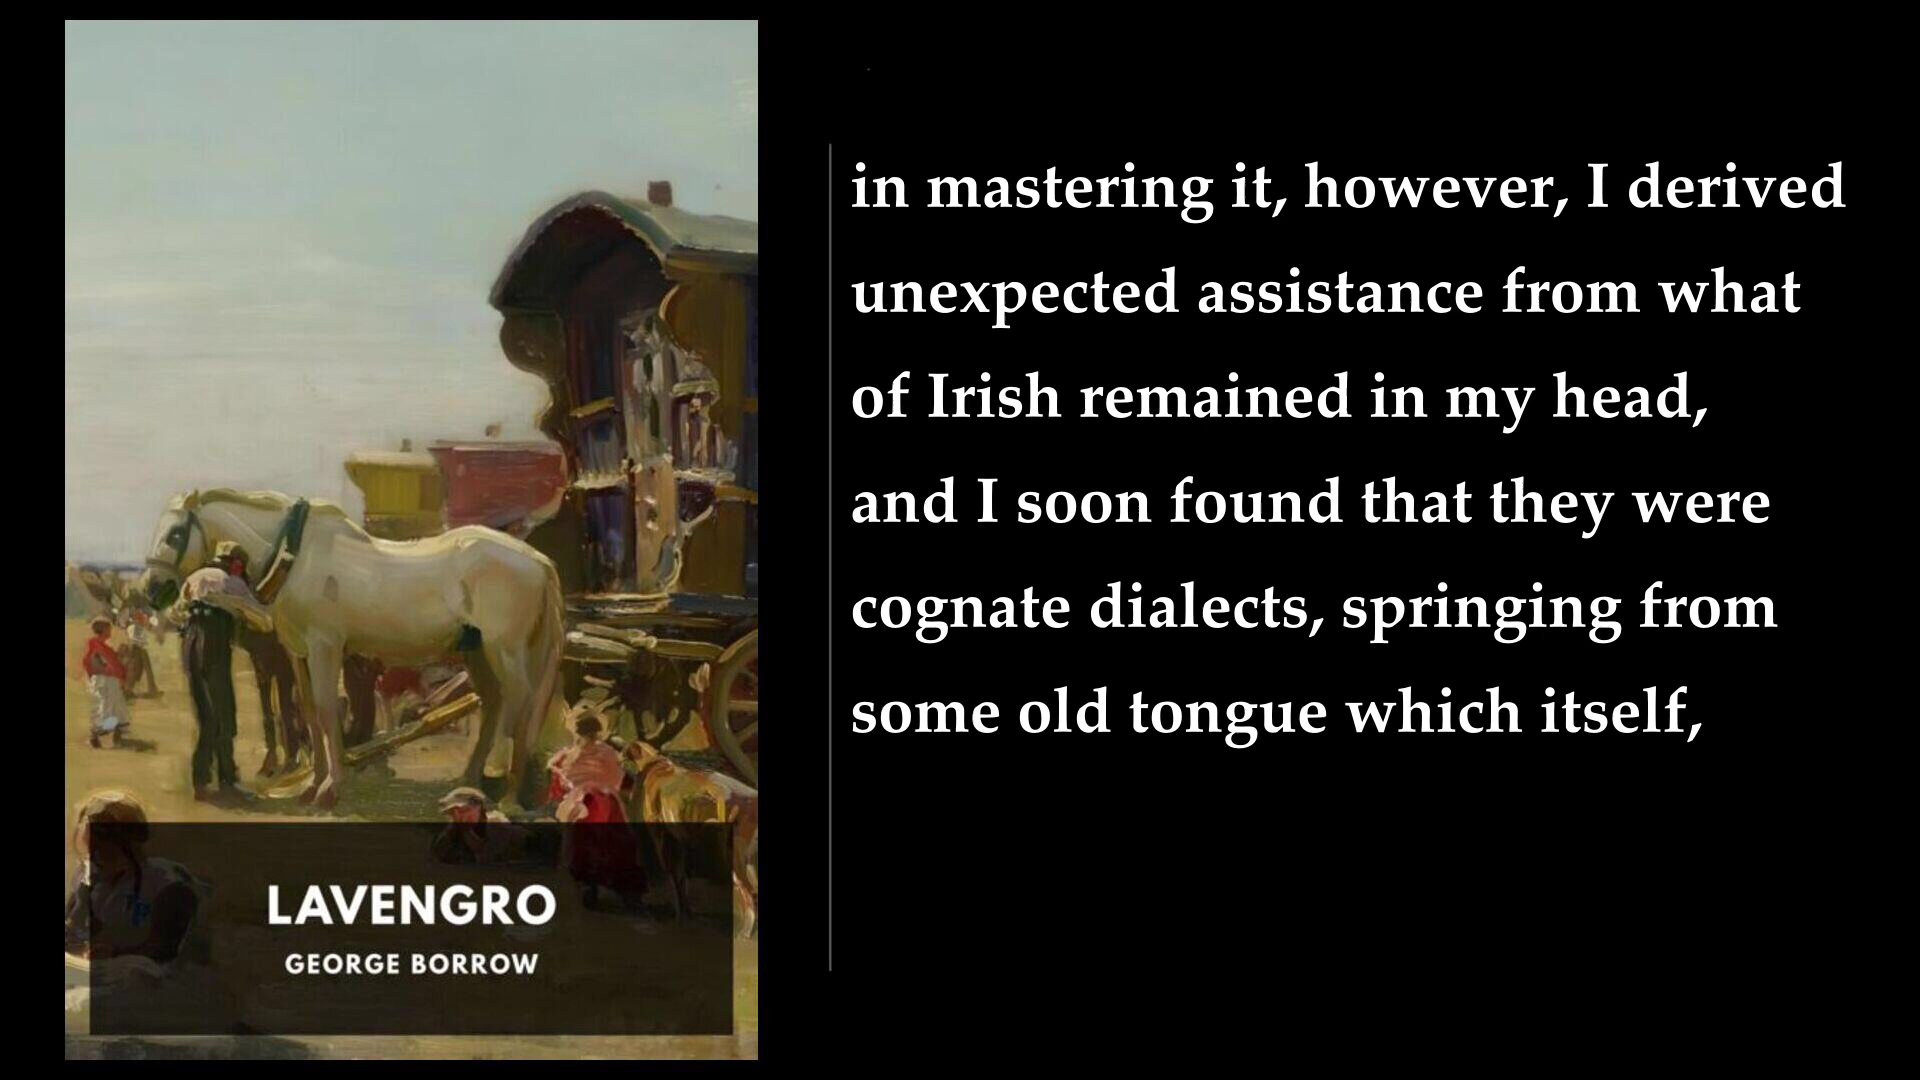 in mastering it, however, I derived
unexpected assistance from what
of Irish remained in my head,
and I soon found that they were
cognate dialects, springing from
some old tongue which itself,
LAVENGRO
GEORGE BORROW